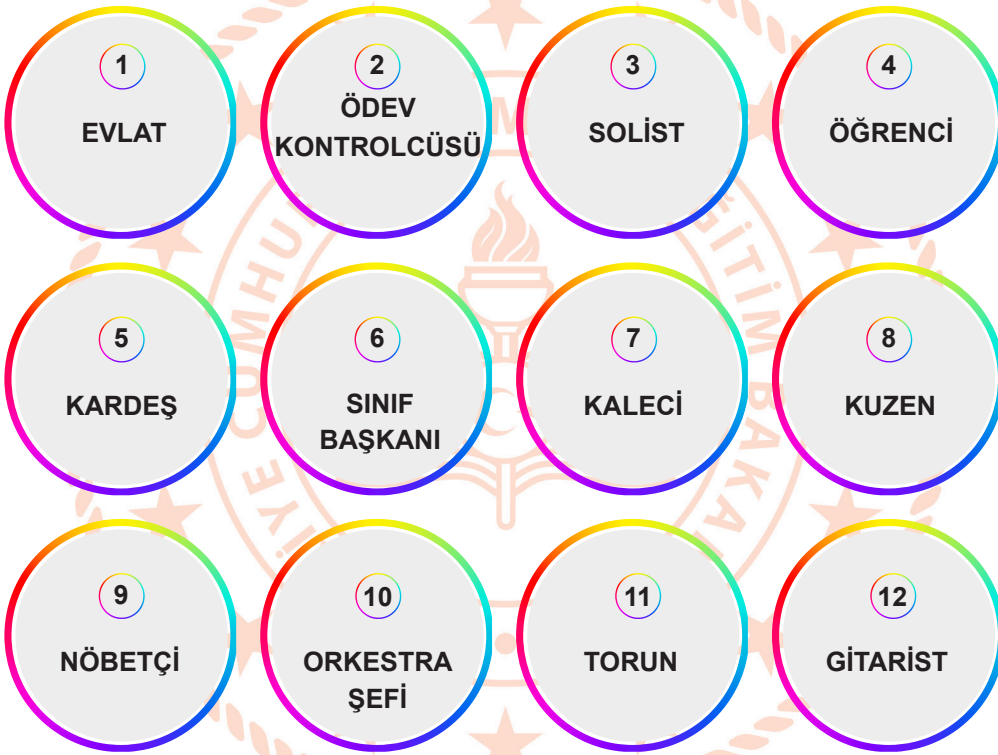 1
EVLAT
2
ÖDEV
KONTROLCÜSÜ
3
SOLİST
4
ÖĞRENCİ
5
KARDEŞ
6
SINIF
BAŞKANI
7
KALECİ
8
KUZEN
9
NÖBETÇİ
10
ORKESTRA
ŞEFİ
11
TORUN
12
GİTARİST